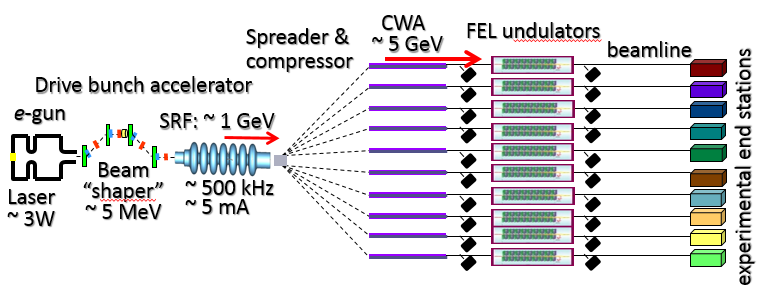 CWA
~ 5 GeV
FEL undulators
Spreader &
compressor
beamline
Drive bunch accelerator
e-gun
SRF: ~ 1 GeV
Laser
~ 3W
Beam
“shaper”
~ 5 MeV
~ 500 kHz
~ 5 mA
experimental end stations